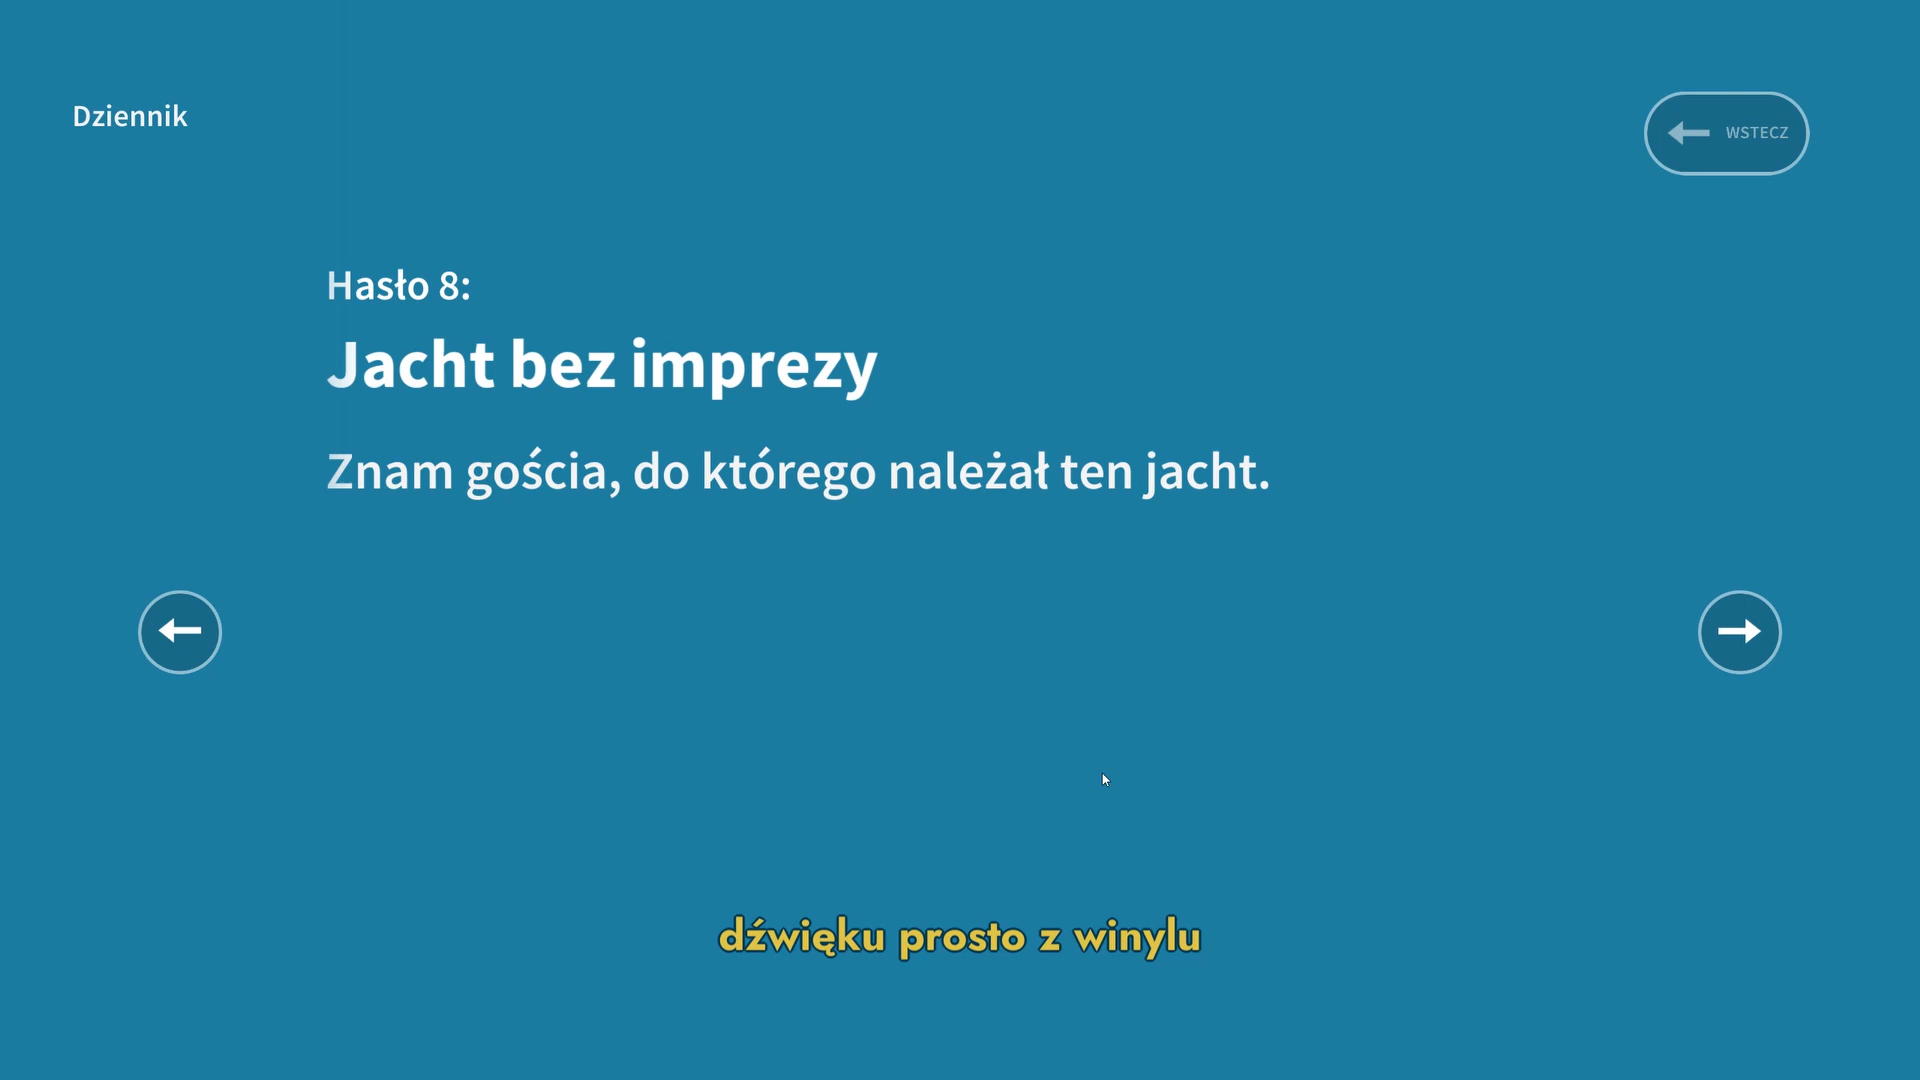 Dziennik
WSTECZ
Hasło 8:
Jacht bez imprezy
Znam gościa, do którego należał ten jacht.
dźwięku prosto z winylu